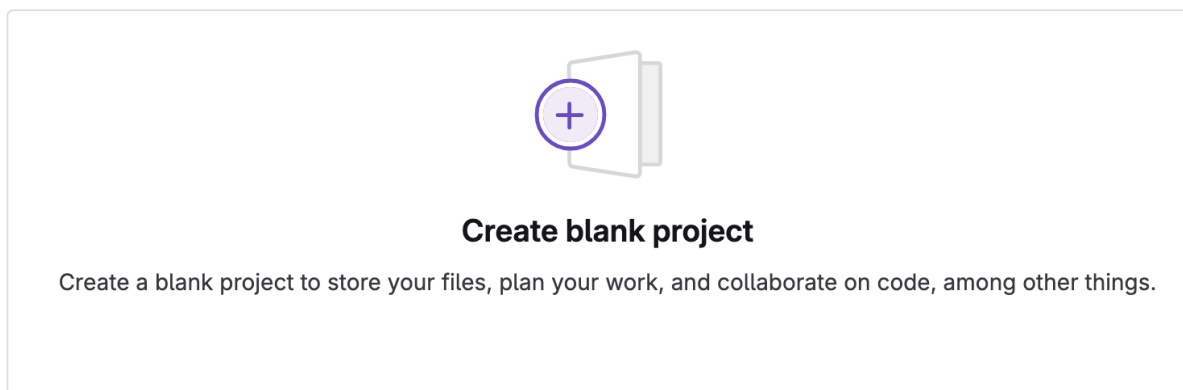 Create blank project
Create a blank project to store your files, plan your work, and collaborate on code, among other things.